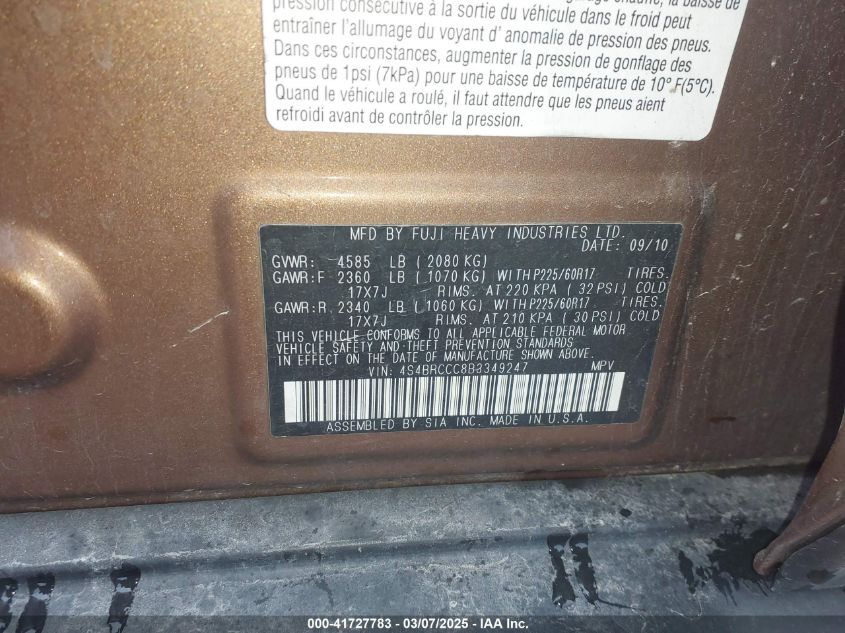 chauffé, la baisse de
pression consécutive à la sortie du véhicule dans le froid peut
entraîner l'allumage du voyant d' anomalie de pression des pneus.
Dans ces circonstances, augmenter la pression de gonflage des
pneus de 1psi (7kPa) pour une baisse de température de 10°F(5°C).
Quand le véhicule a roulé, il faut attendre que les pneus aient
refroidi avant de contrôler la pression.
MFD BY FUJI HEAVY INDUSTRIES LTD.
DATE: 09/10
GVWR: 4585 LB ( 2080 KG)
GAWR:F 2360 LB ( 1070 KG) WITH P225/60R17 TIRES.
17X7J RIMS. AT 220 KPA ( 32 PSI) COLD
GAWR:R 2340 LB ( 1060 KG) WITH P225/60R17 TIRES.
17X7J RIMS. AT 210 KPA ( 30 PSI) COLD
THIS VEHICLE CONFORMS TO ALL APPLICABLE FEDERAL MOTOR
VEHICLE SAFETY AND THEFT PREVENTION STANDARDS
IN EFFECT ON THE DATE OF MANUFACTURE SHOWN ABOVE.
VIN: 4S4BRCCC8B3349247 MPV
ASSEMBLED BY SIA INC. MADE IN U.S.A.
000-41727783 - 03/07/2025 - IAA Inc.